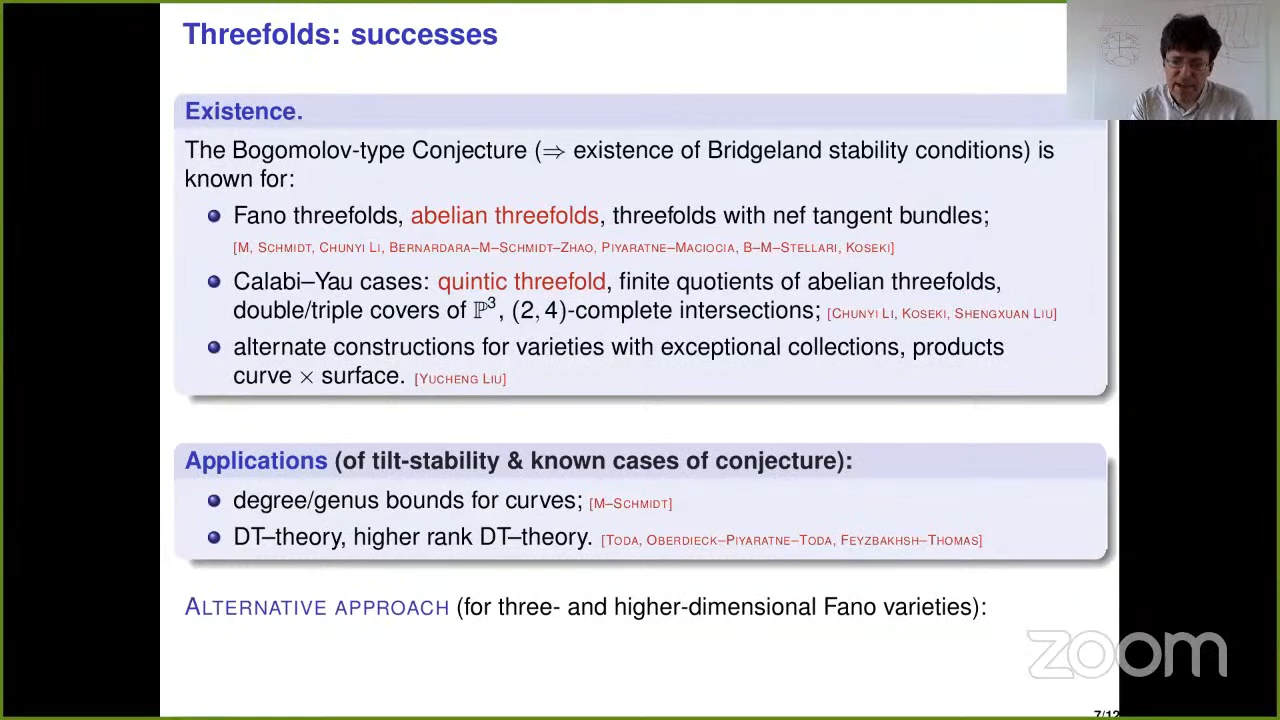 Threefolds: successes
Existence.
The Bogomolov-type Conjecture (⇒ existence of Bridgeland stability conditions) is
known for:
Fano threefolds, abelian threefolds, threefolds with nef tangent bundles;
[M, Schmidt, Chunyi Li, Bernardara–M–Schmidt–Zhao, Piyaratne–Maciocia, B–M–Stellari, Koseki]
Calabi–Yau cases: quintic threefold, finite quotients of abelian threefolds,
double/triple covers of ℙ³, (2, 4)-complete intersections; [Chunyi Li, Koseki, Shengxuan Liu]
alternate constructions for varieties with exceptional collections, products
curve × surface. [Yucheng Liu]
Applications (of tilt-stability & known cases of conjecture):
degree/genus bounds for curves; [M–Schmidt]
DT–theory, higher rank DT–theory. [Toda, Oberdieck–Piyaratne–Toda, Feyzbakhsh–Thomas]
Alternative approach (for three- and higher-dimensional Fano varieties):
zoom
7/12